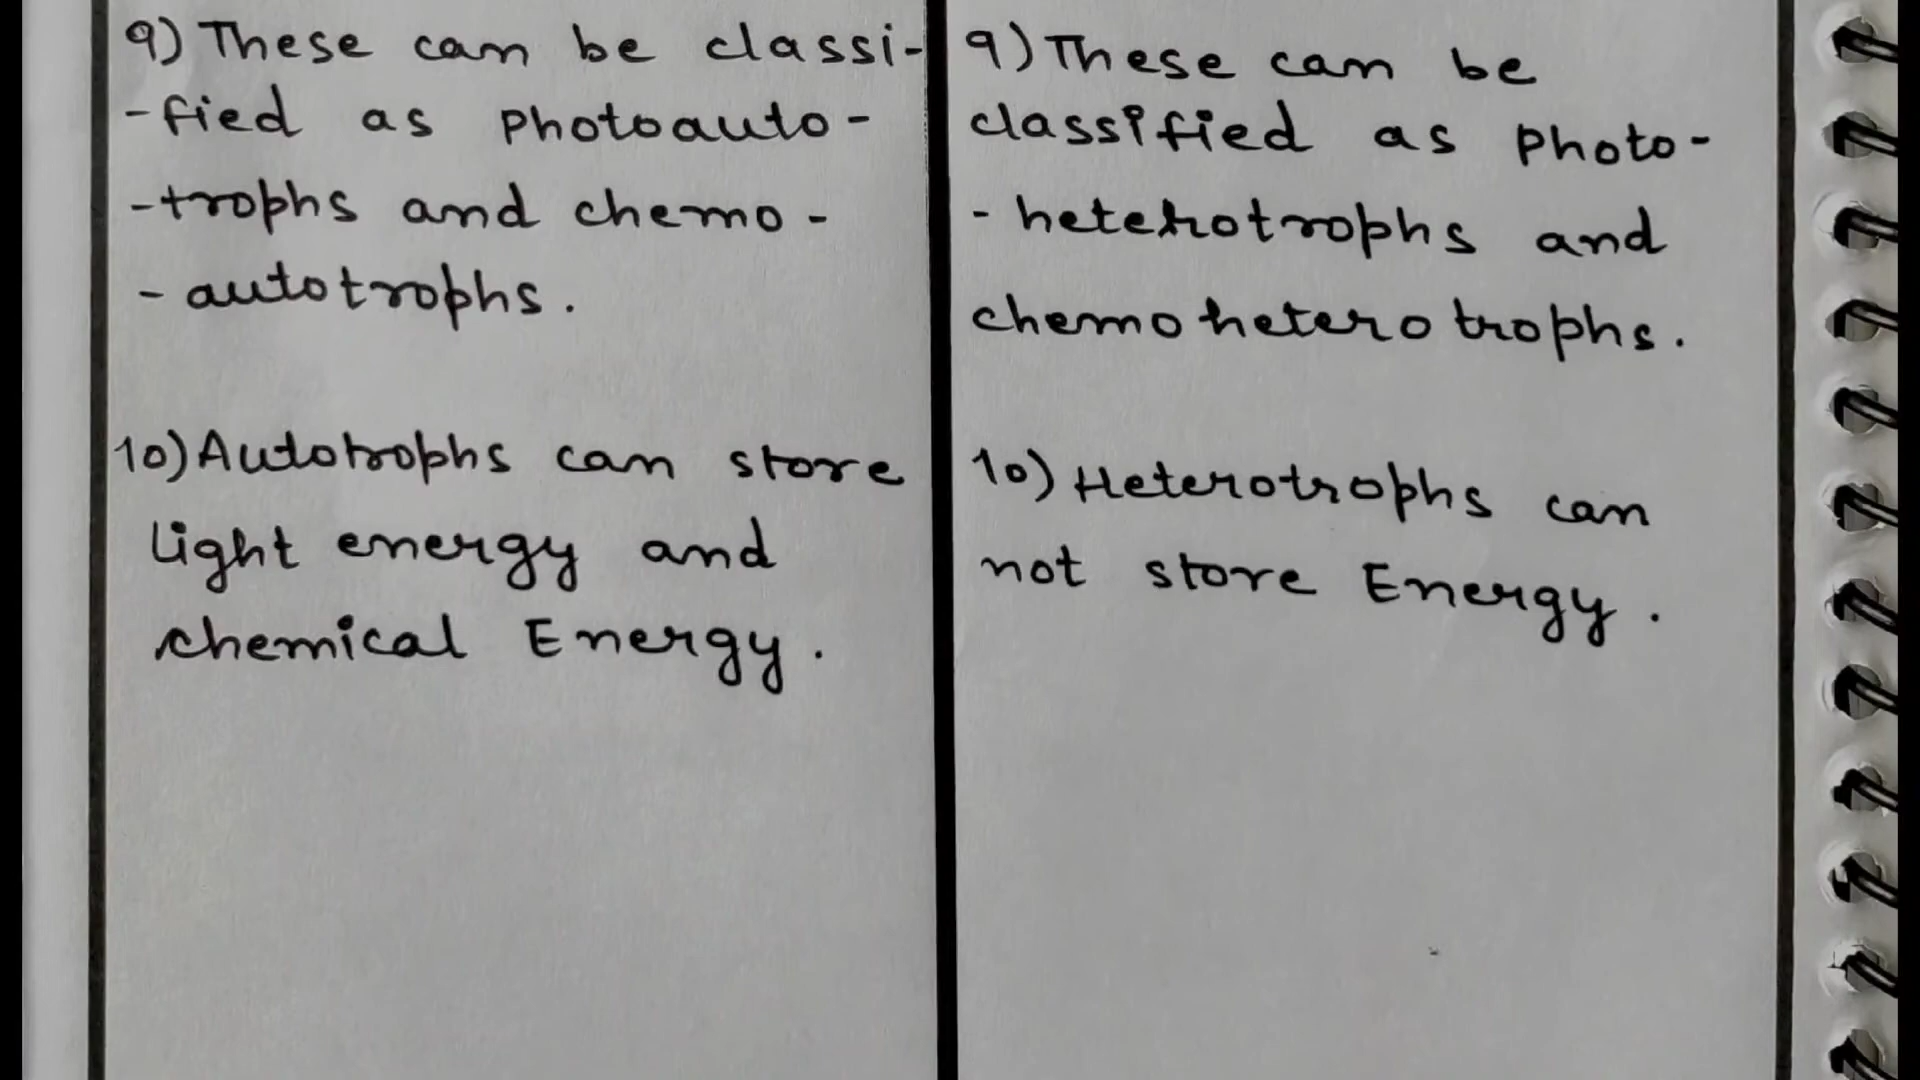 9) These can be classi-
-fied as photoauto-
-trophs and chemo-
-autotrophs.
10) Autotrophs can store
light energy and
chemical Energy.
9) These can be
classified as photo-
-heterotrophs and
chemoheterotrophs.
10) Heterotrophs can
not store Energy.